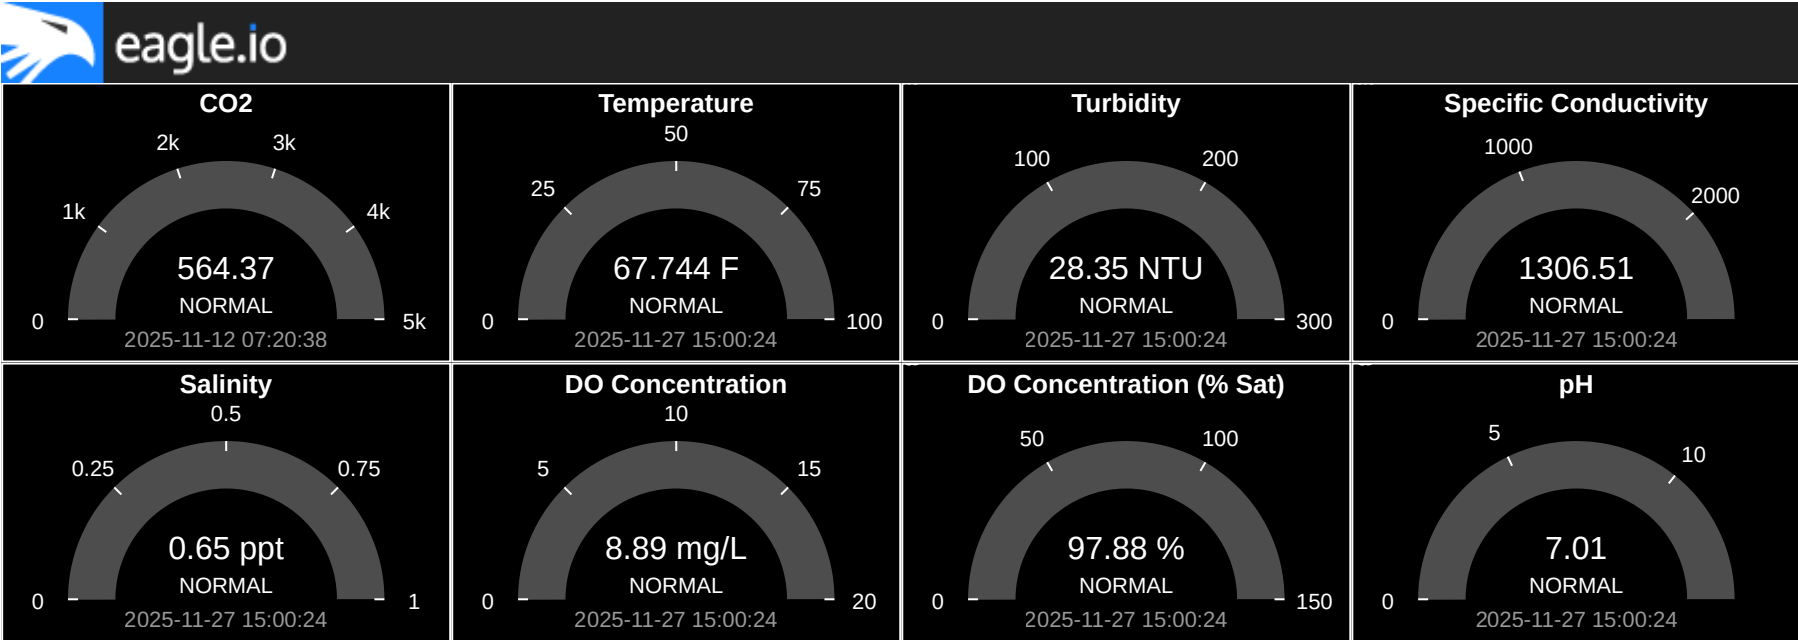 eagle.io
CO2
2k
3k
1k
4k
564.37
NORMAL
0
5k
2025-11-12 07:20:38
Temperature
50
25
75
67.744 F
NORMAL
0
100
2025-11-27 15:00:24
Turbidity
100
200
28.35 NTU
NORMAL
0
300
2025-11-27 15:00:24
Specific Conductivity
1000
2000
1306.51
NORMAL
0
2025-11-27 15:00:24
Salinity
0.5
0.25
0.75
0.65 ppt
NORMAL
0
1
2025-11-27 15:00:24
DO Concentration
10
5
15
8.89 mg/L
NORMAL
0
20
2025-11-27 15:00:24
DO Concentration (% Sat)
50
100
97.88 %
NORMAL
0
150
2025-11-27 15:00:24
pH
5
10
7.01
NORMAL
0
2025-11-27 15:00:24